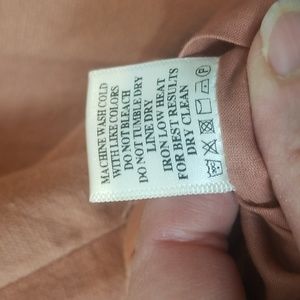 MACHINE WASH COLD
WITH LIKE COLORS
DO NOT BLEACH
DO NOT TUMBLE DRY
LINE DRY
IRON LOW HEAT
FOR BEST RESULTS
DRY CLEAN